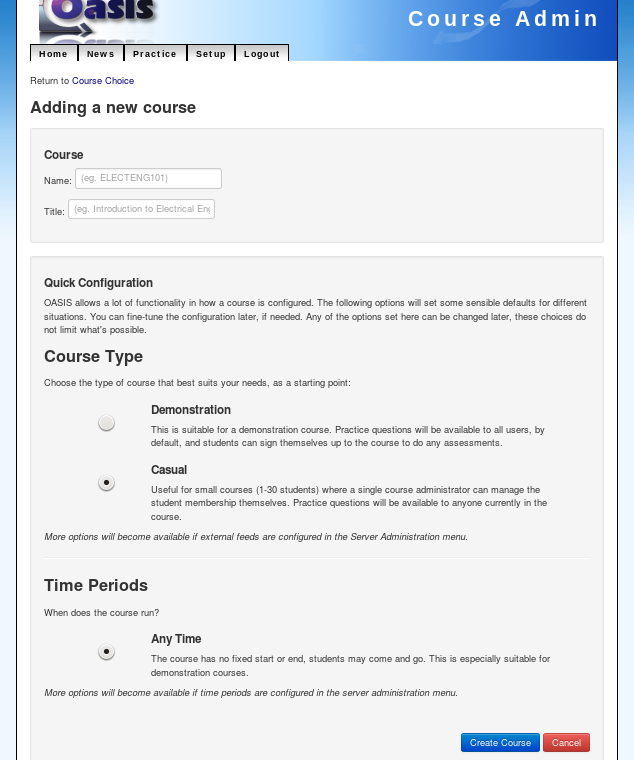 Oasis
Course Admin
Home News Practice Setup Logout
Return to Course Choice
Adding a new course
Course
Name: (eg. ELECTENG101)
Title: (eg. Introduction to Electrical Eng
Quick Configuration
OASIS allows a lot of functionality in how a course is configured. The following options will set some sensible defaults for different
situations. You can fine-tune the configuration later, if needed. Any of the options set here can be changed later, these choices do
not limit what's possible.
Course Type
Choose the type of course that best suits your needs, as a starting point:
Demonstration
This is suitable for a demonstration course. Practice questions will be available to all users, by
default, and students can sign themselves up to the course to do any assessments.
Casual
Useful for small courses (1-30 students) where a single course administrator can manage the
student membership themselves. Practice questions will be available to anyone currently in the
course.
More options will become available if external feeds are configured in the Server Administration menu.
Time Periods
When does the course run?
Any Time
The course has no fixed start or end, students may come and go. This is especially suitable for
demonstration courses.
More options will become available if time periods are configured in the server administration menu.
Create Course Cancel